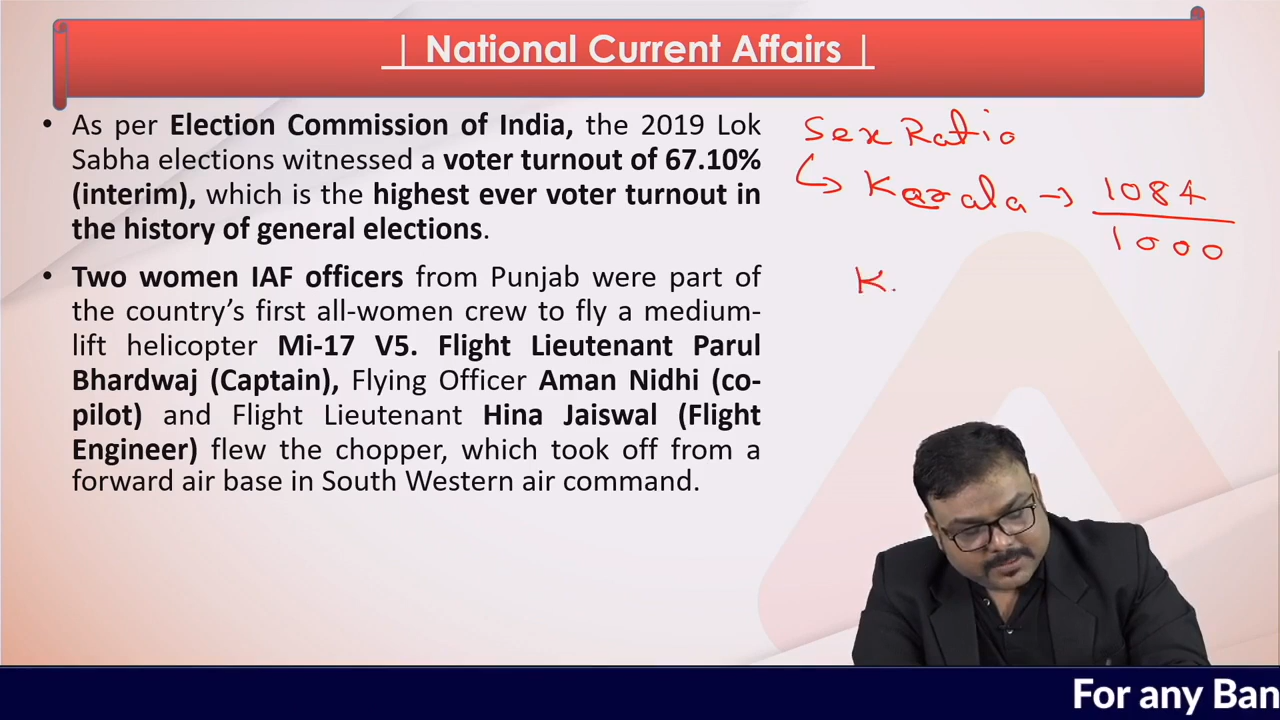 | National Current Affairs |
• As per Election Commission of India, the 2019 Lok
Sabha elections witnessed a voter turnout of 67.10%
(interim), which is the highest ever voter turnout in
the history of general elections.
• Two women IAF officers from Punjab were part of
the country's first all-women crew to fly a medium-
lift helicopter Mi-17 V5. Flight Lieutenant Parul
Bhardwaj (Captain), Flying Officer Aman Nidhi (co-
pilot) and Flight Lieutenant Hina Jaiswal (Flight
Engineer) flew the chopper, which took off from a
forward air base in South Western air command.
Sex Ratio
↳ Kerala → 1084
1000
K.
For any Ban